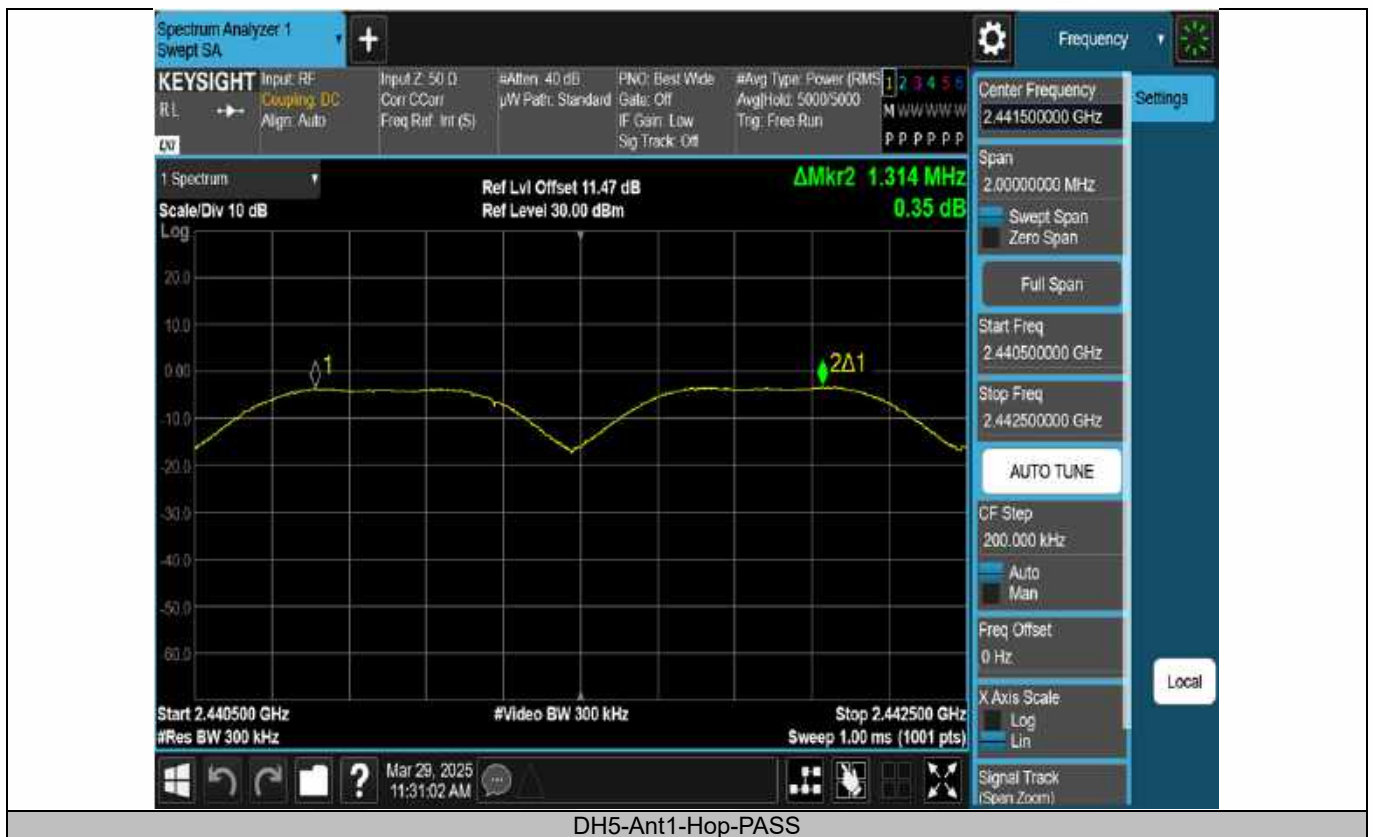 Spectrum Analyzer 1
Swept SA
+
Frequency
KEYSIGHT
RL
LXI
Input: RF
Coupling: DC
Align: Auto
Input Z: 50 Ω
Corr CCorr
Freq Ref: Int (S)
#Atten: 40 dB
µW Path: Standard
PNO: Best Wide
Gate: Off
IF Gain: Low
Sig Track: Off
#Avg Type: Power (RMS
Avg|Hold: 5000/5000
Trig: Free Run
1 2 3 4 5 6
M W W W W W
P P P P P P
1 Spectrum
Scale/Div 10 dB
Log
Ref Lvl Offset 11.47 dB
Ref Level 30.00 dBm
ΔMkr2 1.314 MHz
0.35 dB
20.0
10.0
0.00
-10.0
-20.0
-30.0
-40.0
-50.0
-60.0
1
2Δ1
Start 2.440500 GHz
#Res BW 300 kHz
#Video BW 300 kHz
Stop 2.442500 GHz
Sweep 1.00 ms (1001 pts)
?
Mar 29, 2025
11:31:02 AM
Center Frequency
2.441500000 GHz
Settings
Span
2.00000000 MHz
Swept Span
Zero Span
Full Span
Start Freq
2.440500000 GHz
Stop Freq
2.442500000 GHz
AUTO TUNE
CF Step
200.000 kHz
Auto
Man
Freq Offset
0 Hz
X Axis Scale
Log
Lin
Local
Signal Track
(Span Zoom)
DH5-Ant1-Hop-PASS